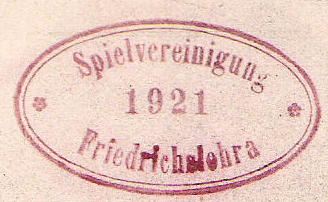 Spielvereinigung
1921
Friedrichslohra